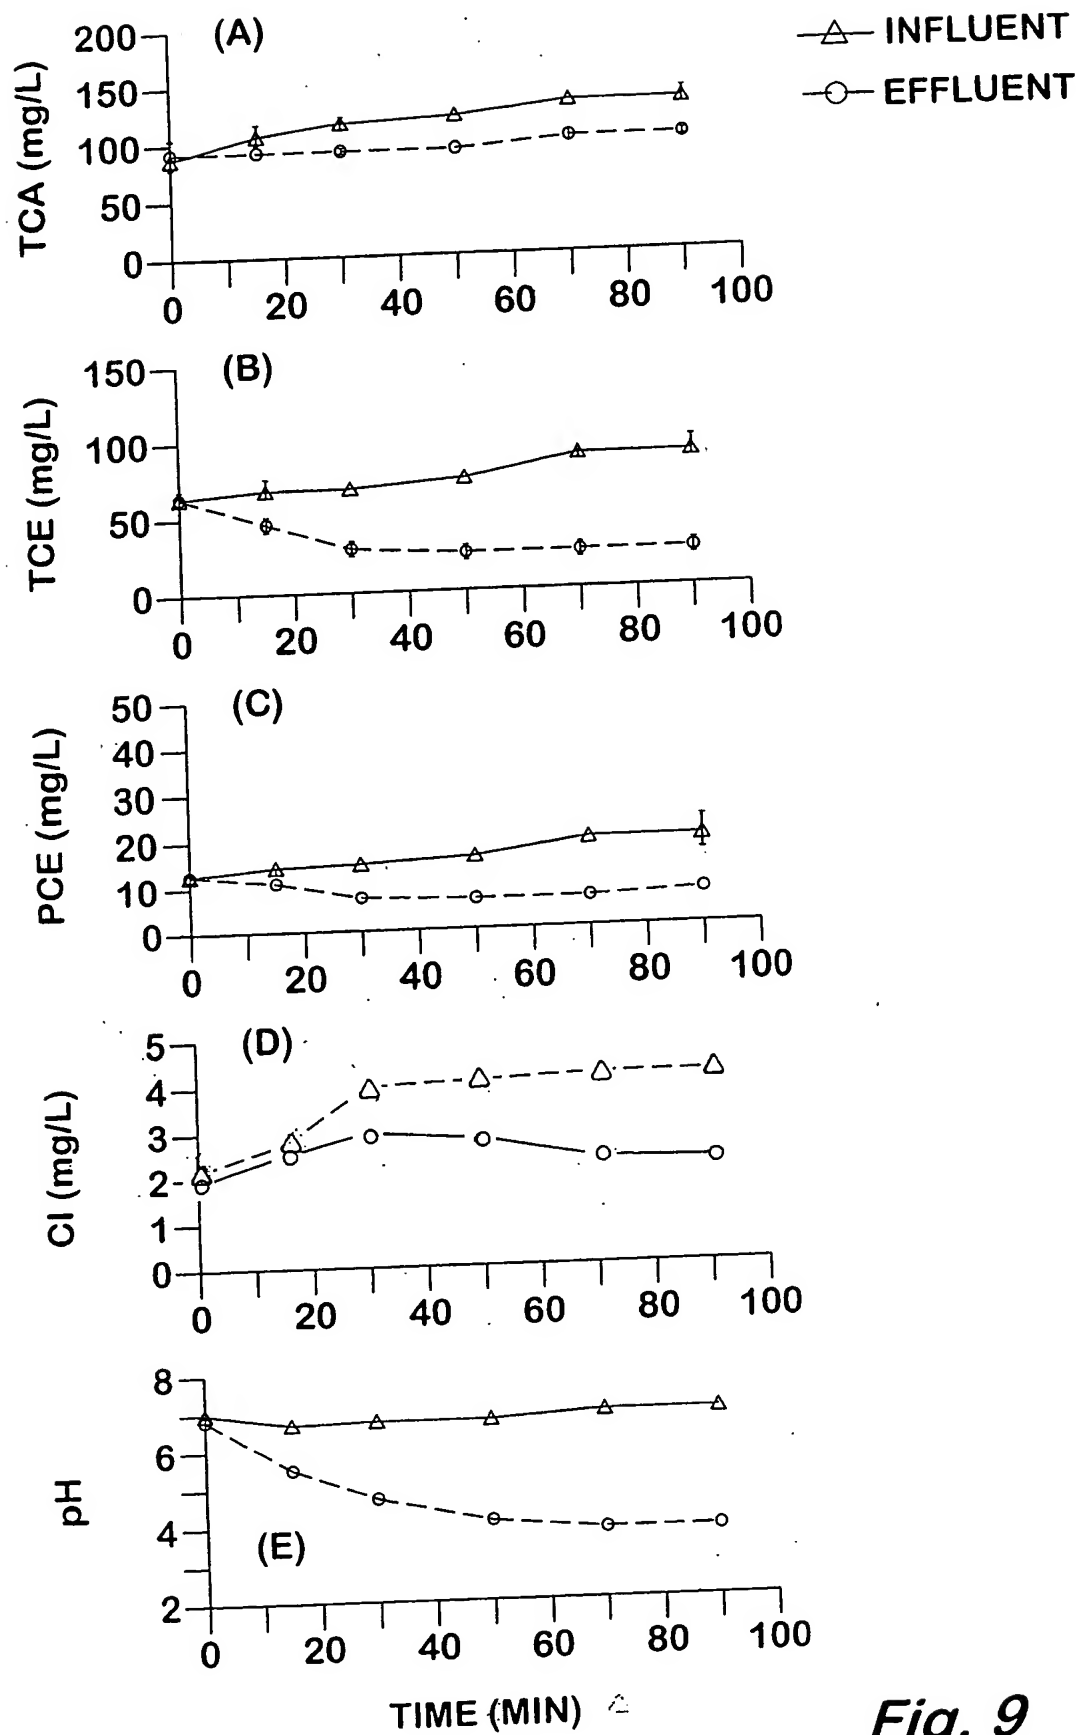 INFLUENT
EFFLUENT
(A)
TCA (mg/L)
200
150
100
50
0
0 20 40 60 80 100
(B)
TCE (mg/L)
150
100
50
0
0 20 40 60 80 100
(C)
PCE (mg/L)
50
40
30
20
10
0
0 20 40 60 80 100
(D)
Cl (mg/L)
5
4
3
2
1
0
0 20 40 60 80 100
(E)
pH
8
6
4
2
0 20 40 60 80 100
TIME (MIN)
Fig. 9